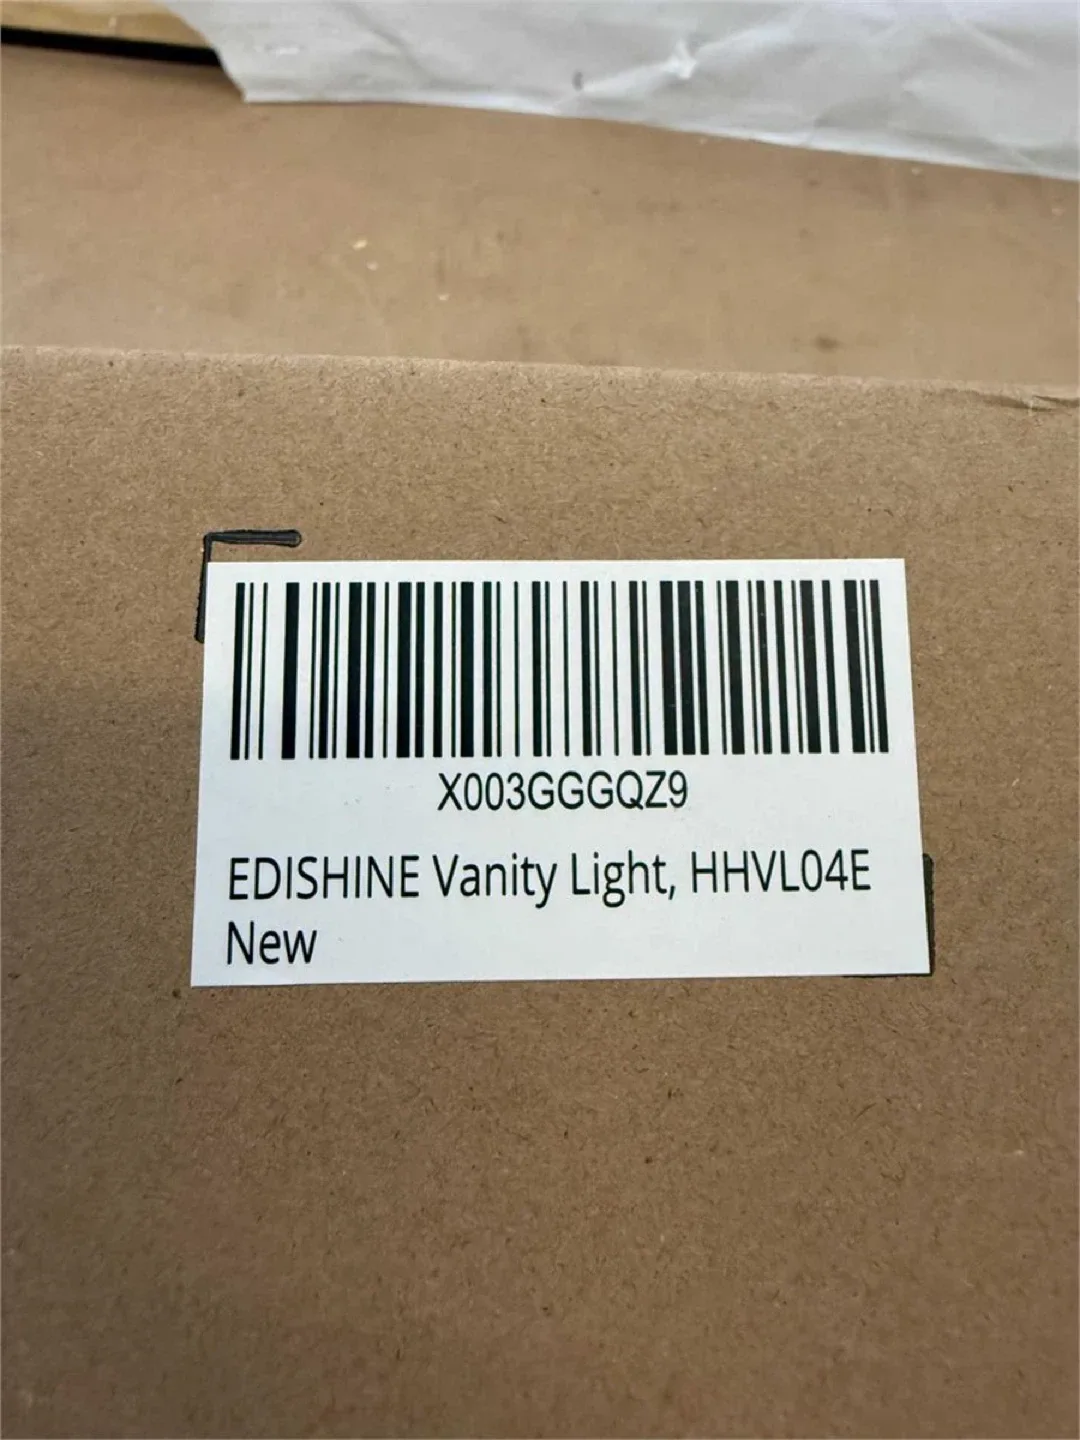 X003GGGQZ9
EDISHINE Vanity Light, HHVL04E
New